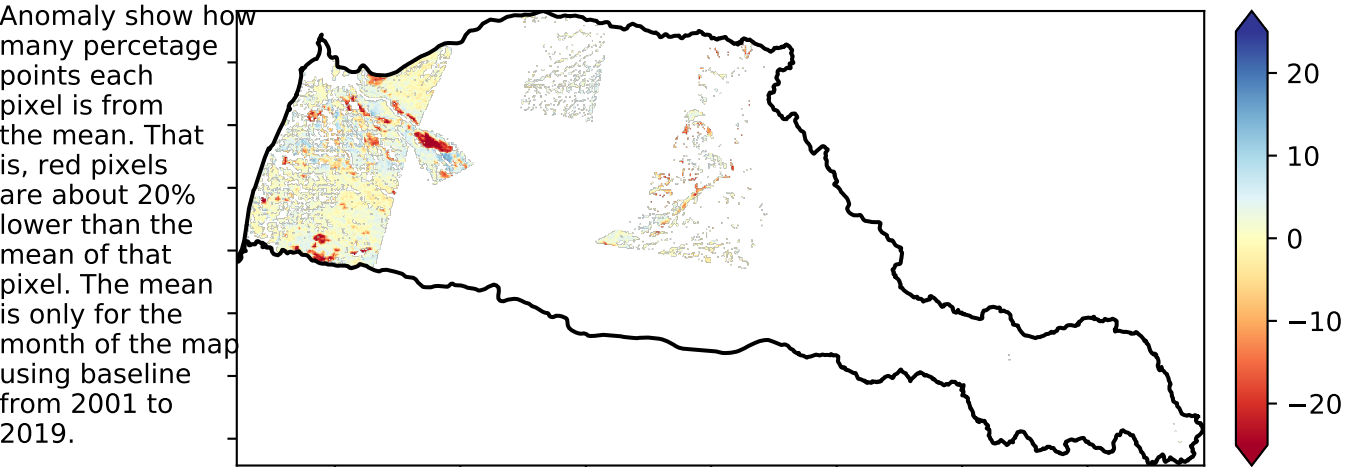 Anomaly show how
many percetage
points each
pixel is from
the mean. That
is, red pixels
are about 20%
lower than the
mean of that
pixel. The mean
is only for the
month of the map
using baseline
from 2001 to
2019.
20
10
0
−10
−20